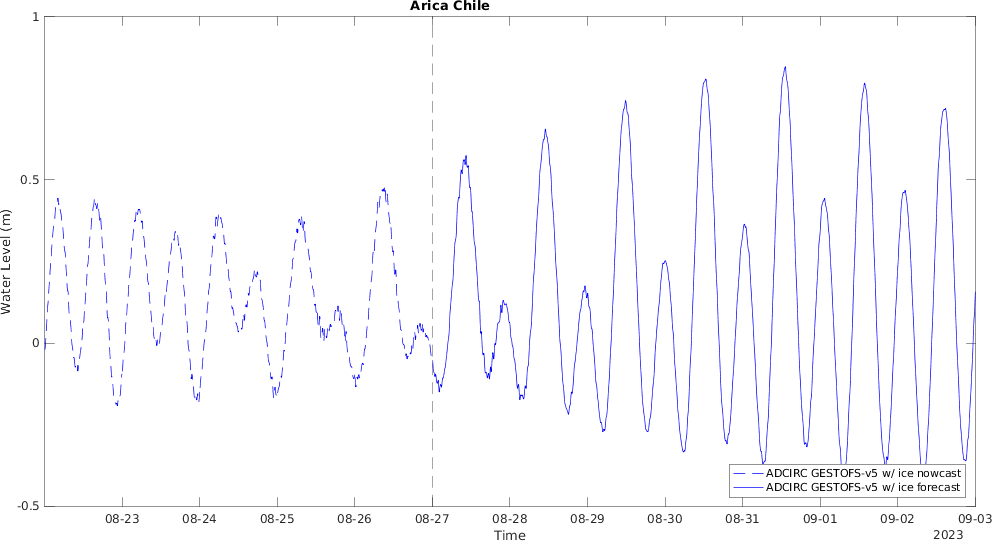 Arica Chile
1
0.5
0
-0.5
Water Level (m)
ADCIRC GESTOFS-v5 w/ ice nowcast
ADCIRC GESTOFS-v5 w/ ice forecast
08-23 08-24 08-25 08-26 08-27 08-28 08-29 08-30 08-31 09-01 09-02 09-03
Time
2023